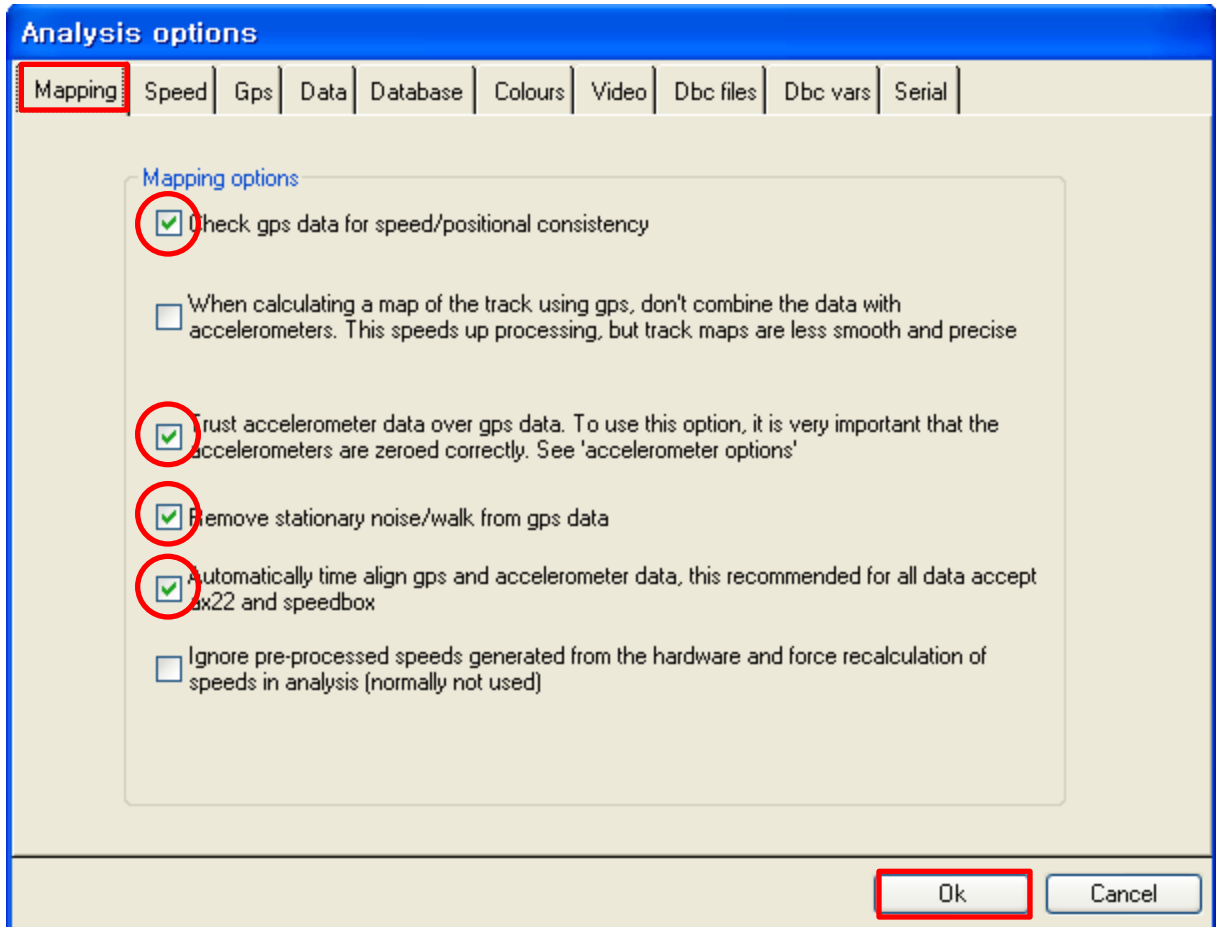 Analysis options
Mapping Speed Gps Data Database Colours Video Dbc files Dbc vars Serial
Mapping options
Check gps data for speed/positional consistency
When calculating a map of the track using gps, don't combine the data with
accelerometers. This speeds up processing, but track maps are less smooth and precise
Trust accelerometer data over gps data. To use this option, it is very important that the
accelerometers are zeroed correctly. See 'accelerometer options'
Remove stationary noise/walk from gps data
Automatically time align gps and accelerometer data, this recommended for all data accept
ax22 and speedbox
Ignore pre-processed speeds generated from the hardware and force recalculation of
speeds in analysis (normally not used)
Ok Cancel